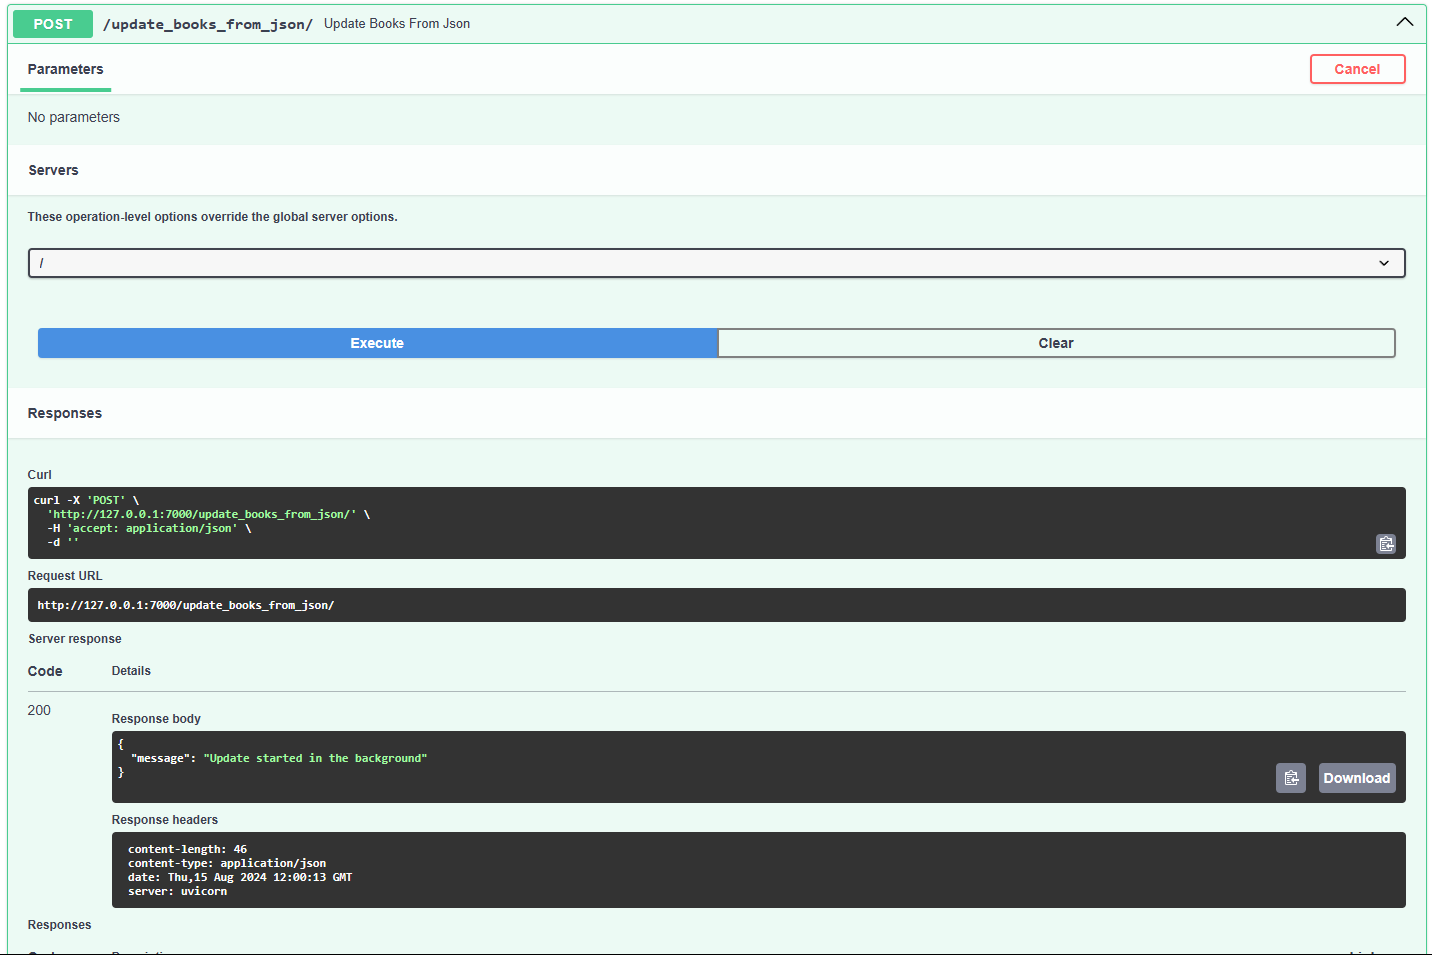 POST /update_books_from_json/ Update Books From Json
Parameters
Cancel
No parameters
Servers
These operation-level options override the global server options.
/
Execute
Clear
Responses
Curl
curl -X 'POST' \
'http://127.0.0.1:7000/update_books_from_json/' \
-H 'accept: application/json' \
-d ''
Request URL
http://127.0.0.1:7000/update_books_from_json/
Server response
Code Details
200
Response body
{
"message": "Update started in the background"
}
Download
Response headers
content-length: 46
content-type: application/json
date: Thu,15 Aug 2024 12:00:13 GMT
server: uvicorn
Responses